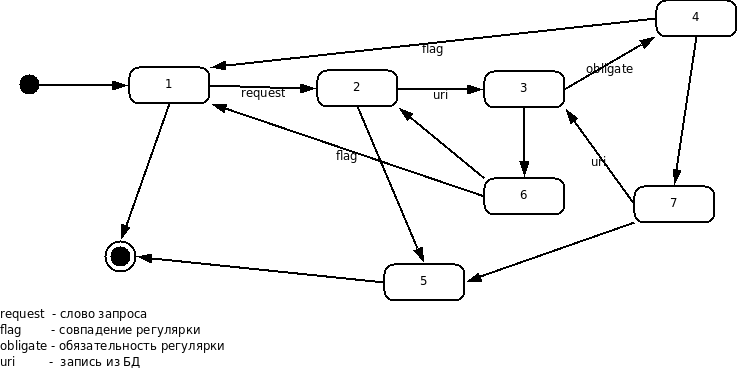 4
flag
obligate
1
request
2
uri
3
flag
uri
6
7
5
request - слово запроса
flag - совпадение регулярки
obligate - обязательность регулярки
uri - запись из БД